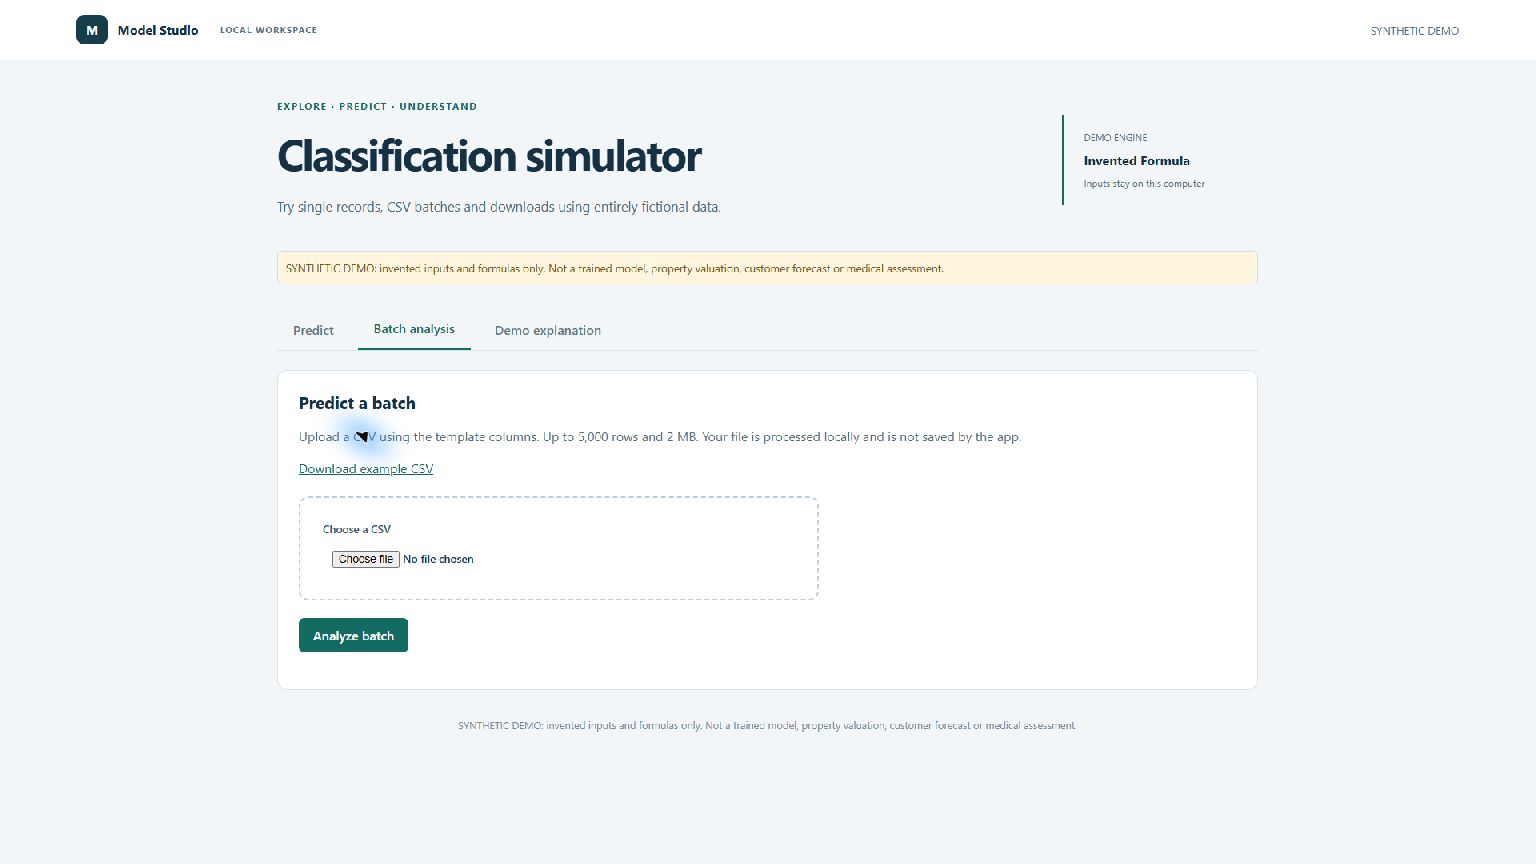 M Model Studio LOCAL WORKSPACE SYNTHETIC DEMO
EXPLORE · PREDICT · UNDERSTAND
Classification simulator
Try single records, CSV batches and downloads using entirely fictional data.
DEMO ENGINE
Invented Formula
Inputs stay on this computer
SYNTHETIC DEMO: invented inputs and formulas only. Not a trained model, property valuation, customer forecast or medical assessment.
Predict Batch analysis Demo explanation
Predict a batch
Upload a CSV using the template columns. Up to 5,000 rows and 2 MB. Your file is processed locally and is not saved by the app.
Download example CSV
Choose a CSV
Choose file No file chosen
Analyze batch
SYNTHETIC DEMO: invented inputs and formulas only. Not a trained model, property valuation, customer forecast or medical assessment.